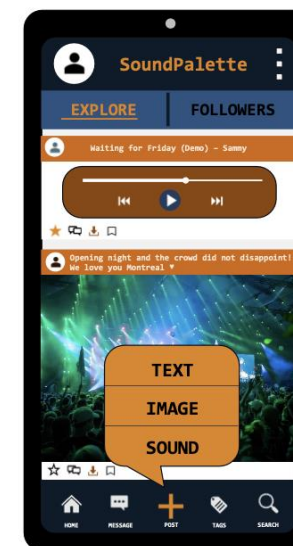 SoundPalette
EXPLORE
FOLLOWERS
Waiting for Friday (Demo) - Sammy
Opening night and the crowd did not disappoint!
We love you Montreal ♥
TEXT
IMAGE
SOUND
HOME
MESSAGE
POST
TAGS
SEARCH